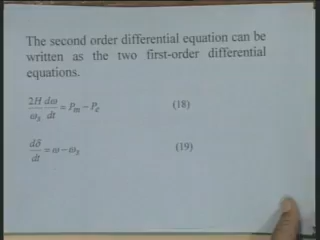 The second order differential equation can be
written as the two first-order differential
equations.
2H/ωs dω/dt = Pm − Pe (18)
dδ/dt = ω − ωs (19)